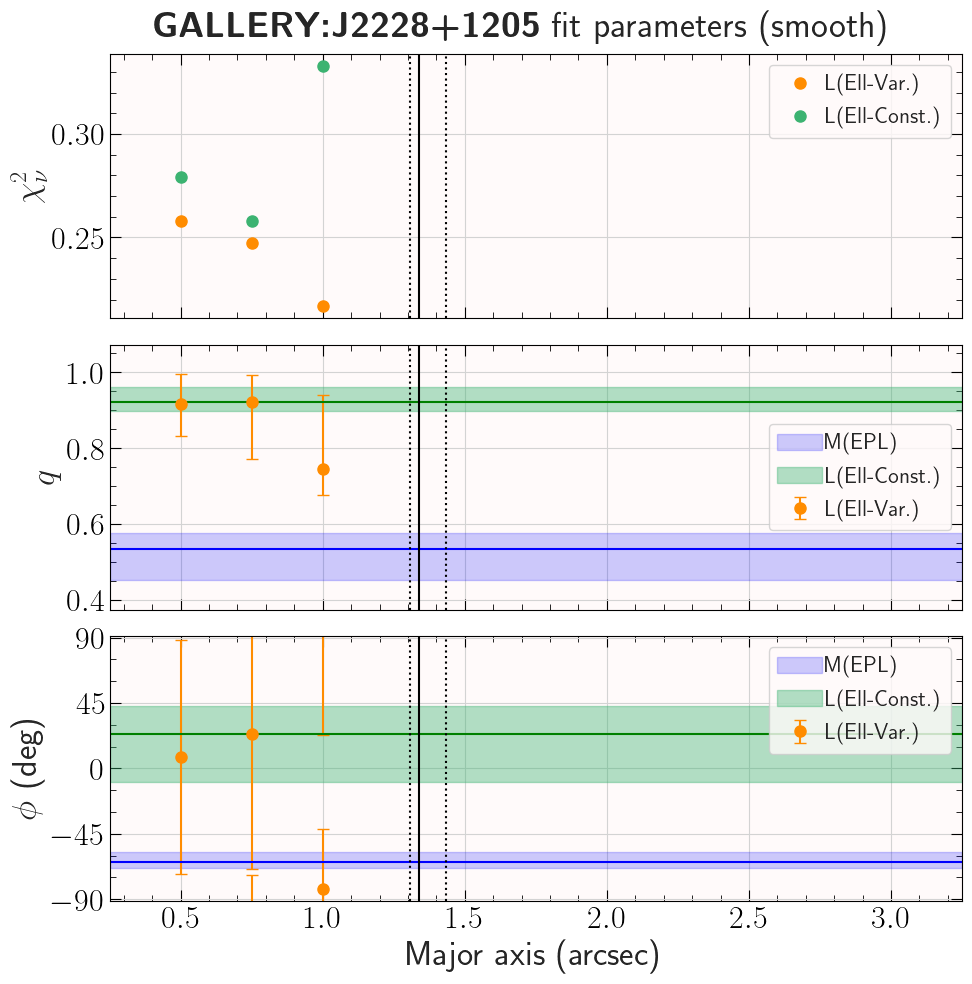 GALLERY:J2228+1205 fit parameters (smooth)
L(Ell-Var.)
L(Ell-Const.)
0.30
0.25
χ²ν
1.0
0.8
0.6
0.4
q
M(EPL)
L(Ell-Const.)
L(Ell-Var.)
90
45
0
−45
−90
ϕ (deg)
M(EPL)
L(Ell-Const.)
L(Ell-Var.)
0.5 1.0 1.5 2.0 2.5 3.0
Major axis (arcsec)